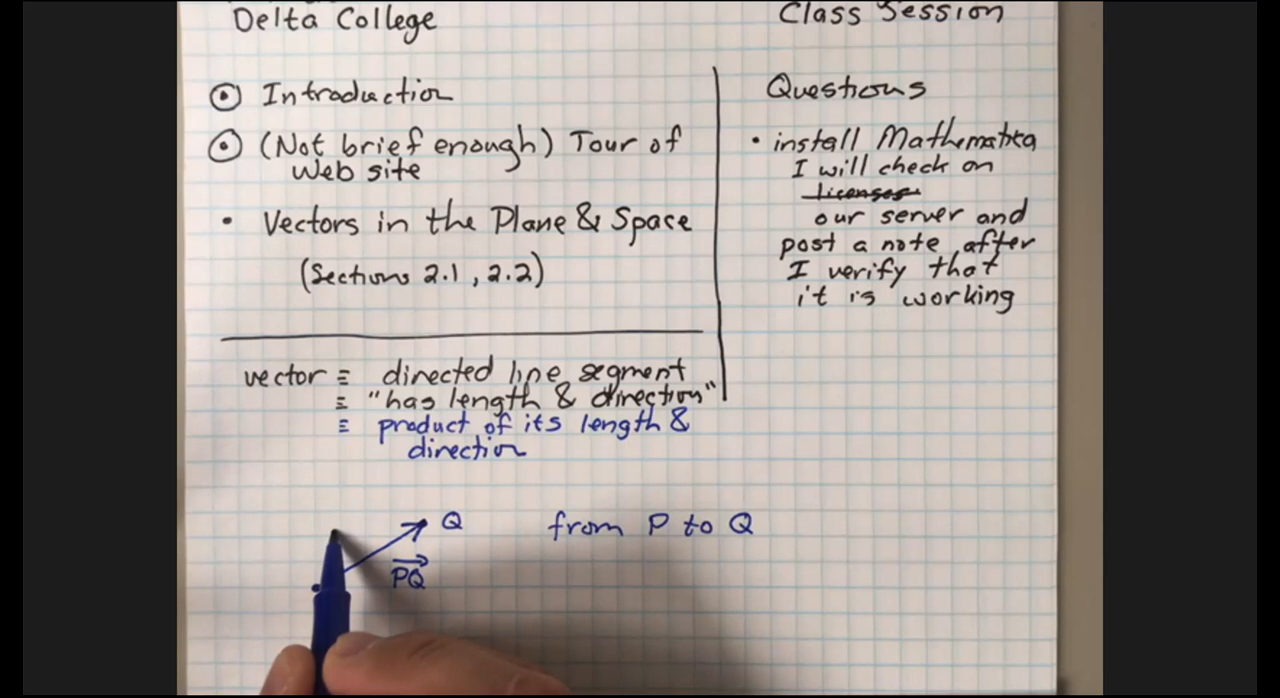 Delta College
Class Session
⊙ Introduction
⊙ (Not brief enough) Tour of
Web site
• Vectors in the Plane & Space
(Sections 2.1, 2.2)
Questions
• install Mathematica
I will check on
licenses
our server and
post a note after
I verify that
it is working
vector ≡ directed line segment
≡ "has length & direction"
≡ product of its length &
direction
Q
from P to Q
PQ